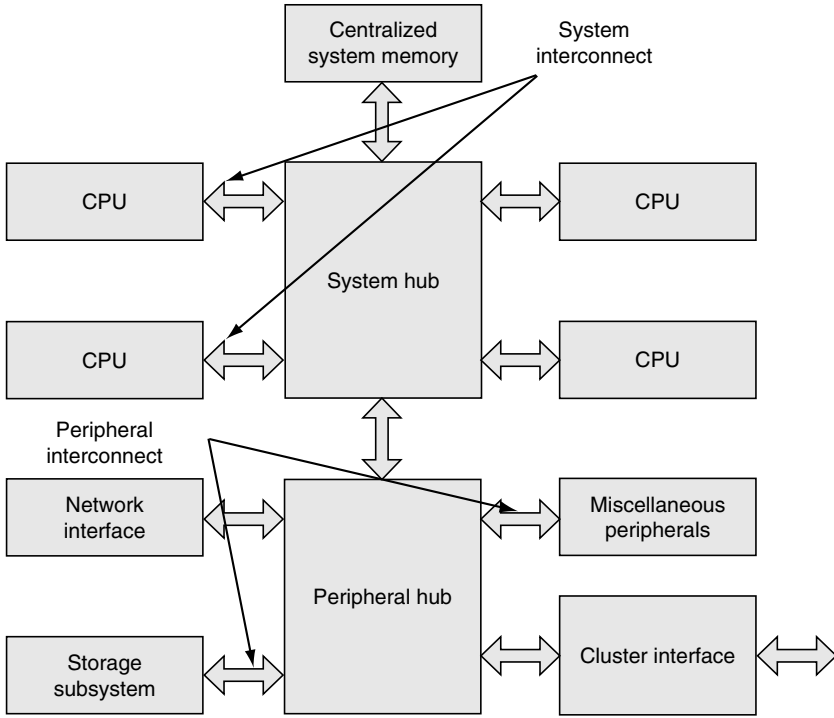 Centralized
system memory
System
interconnect
CPU
CPU
System hub
CPU
CPU
Peripheral
interconnect
Network
interface
Miscellaneous
peripherals
Peripheral hub
Storage
subsystem
Cluster interface